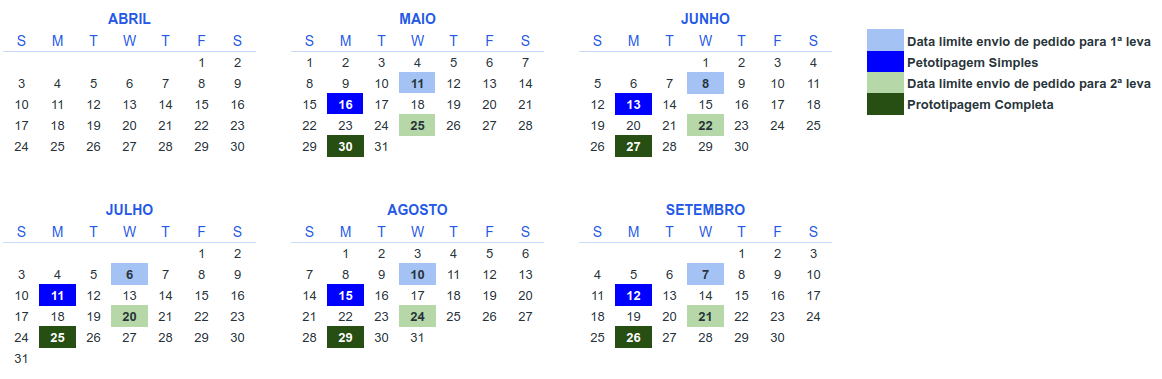 ABRIL MAIO JUNHO
S M T W T F S S M T W T F S S M T W T F S Data limite envio de pedido para 1ª leva
1 2 1 2 3 4 5 6 7 1 2 3 4 Petotipagem Simples
3 4 5 6 7 8 9 8 9 10 11 12 13 14 5 6 7 8 9 10 11 Data limite envio de pedido para 2ª leva
10 11 12 13 14 15 16 15 16 17 18 19 20 21 12 13 14 15 16 17 18 Prototipagem Completa
17 18 19 20 21 22 23 22 23 24 25 26 27 28 19 20 21 22 23 24 25
24 25 26 27 28 29 30 29 30 31 26 27 28 29 30
JULHO AGOSTO SETEMBRO
S M T W T F S S M T W T F S S M T W T F S
1 2 1 2 3 4 5 6 1 2 3
3 4 5 6 7 8 9 7 8 9 10 11 12 13 4 5 6 7 8 9 10
10 11 12 13 14 15 16 14 15 16 17 18 19 20 11 12 13 14 15 16 17
17 18 19 20 21 22 23 21 22 23 24 25 26 27 18 19 20 21 22 23 24
24 25 26 27 28 29 30 28 29 30 31 25 26 27 28 29 30
31